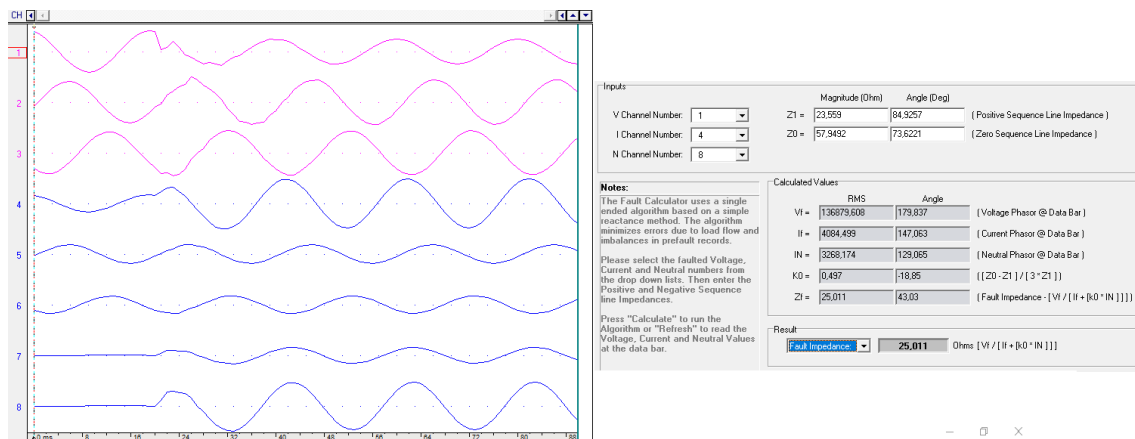 CH
1
2
3
4
5
6
7
8
0 ms 8 16 24 32 40 48 56 64 72 80 88
Inputs
Magnitude (Ohm) Angle (Deg)
V Channel Number: 1
Z1 = 23,559 84,9257 ( Positive Sequence Line Impedance )
I Channel Number: 4
Z0 = 57,9492 73,6221 ( Zero Sequence Line Impedance )
N Channel Number: 8
Notes:
The Fault Calculator uses a single
ended algorithm based on a simple
reactance method. The algorithm
minimizes errors due to load flow and
imbalances in prefault records.
Please select the faulted Voltage,
Current and Neutral numbers from
the drop down lists. Then enter the
Positive and Negative Sequence
line Impedances.
Press "Calculate" to run the
Algorithm or "Refresh" to read the
Voltage, Current and Neutral Values
at the data bar.
Calculated Values
RMS Angle
Vf = 136879,608 179,837 ( Voltage Phasor @ Data Bar )
If = 4084,499 147,063 ( Current Phasor @ Data Bar )
IN = 3268,174 129,065 ( Neutral Phasor @ Data Bar )
K0 = 0,497 -18,85 ( [ Z0 - Z1 ] / [ 3 * Z1 ] )
Zf = 25,011 43,03 ( Fault Impedance - [ Vf / [ If + [k0 * IN ] ] ] )
Result
Fault Impedance: 25,011 Ohms [ Vf / [ If + [k0 * IN ] ] ]